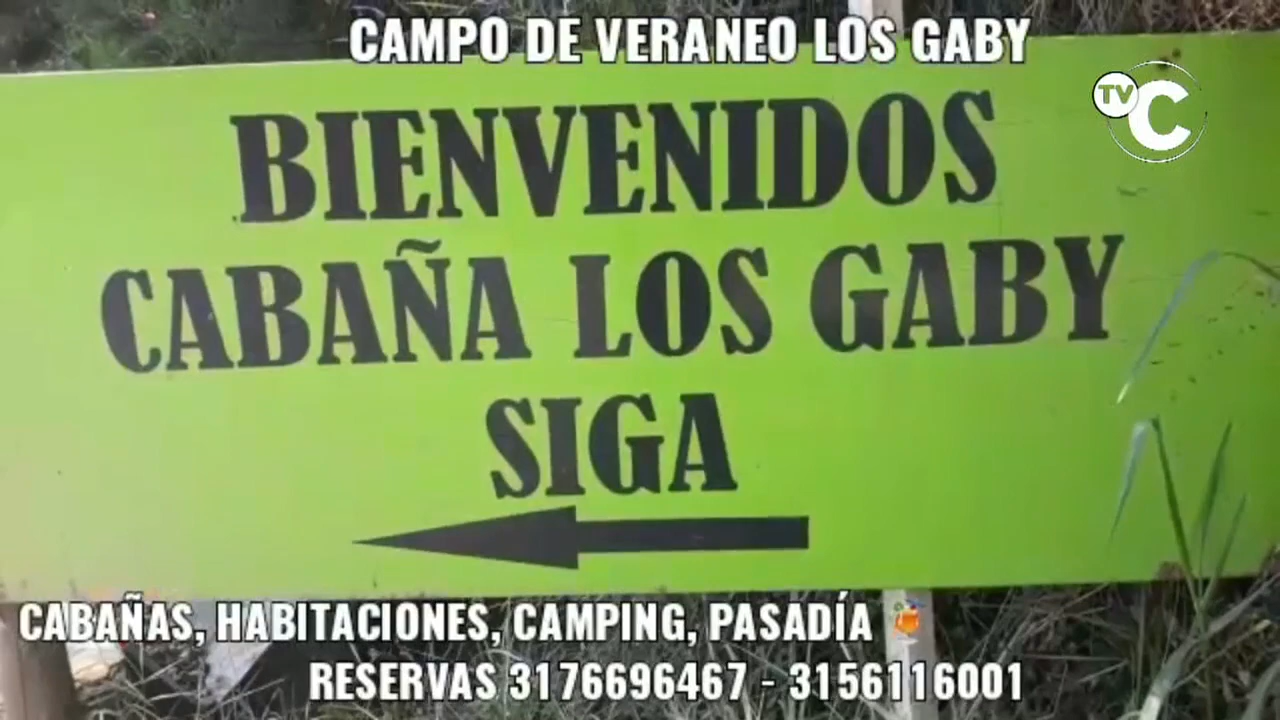 CAMPO DE VERANEO LOS GABY
TV C
BIENVENIDOS
CABAÑA LOS GABY
SIGA
CABAÑAS, HABITACIONES, CAMPING, PASADÍA
RESERVAS 3176696467 - 3156116001